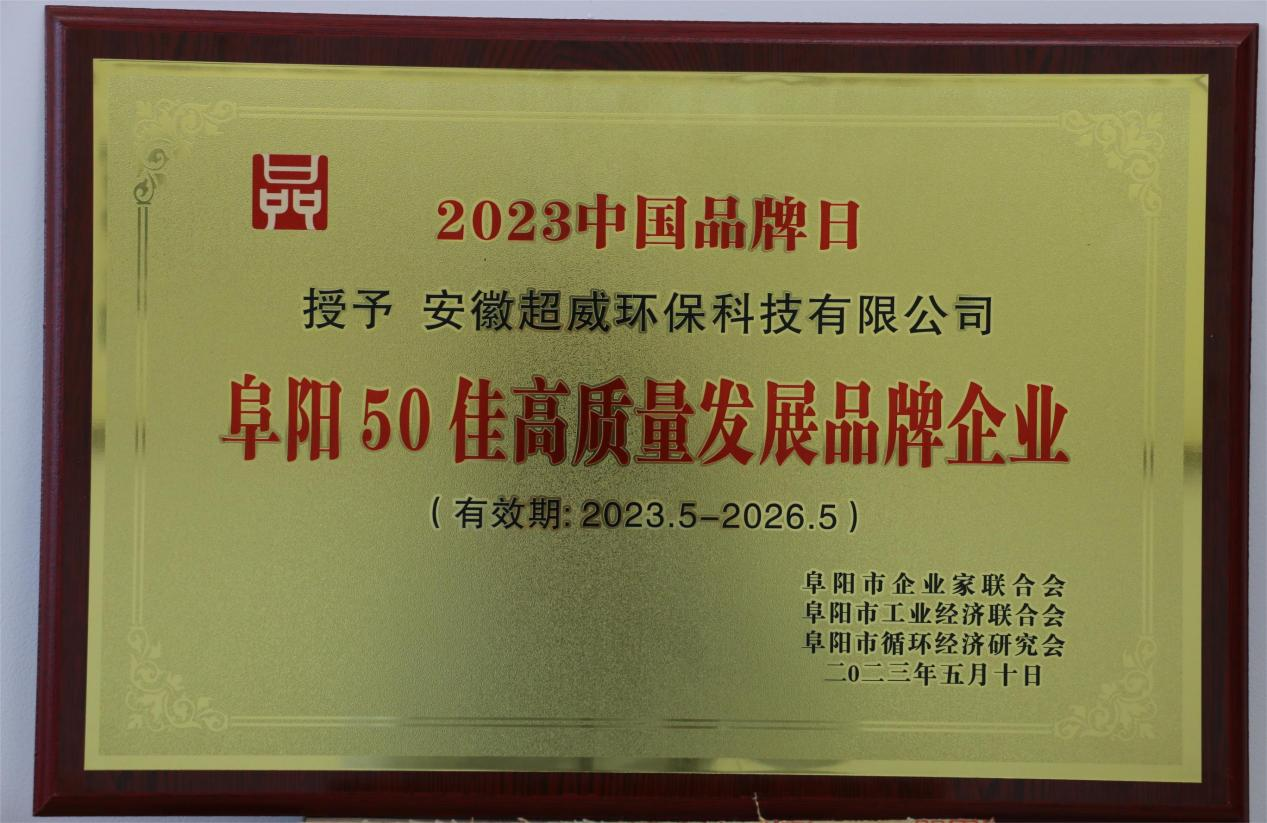 品
2023中国品牌日
授予 安徽超威环保科技有限公司
阜阳50佳高质量发展品牌企业
(有效期:2023.5-2026.5)
阜阳市企业家联合会
阜阳市工业经济联合会
阜阳市循环经济研究会
二0二三年五月十日